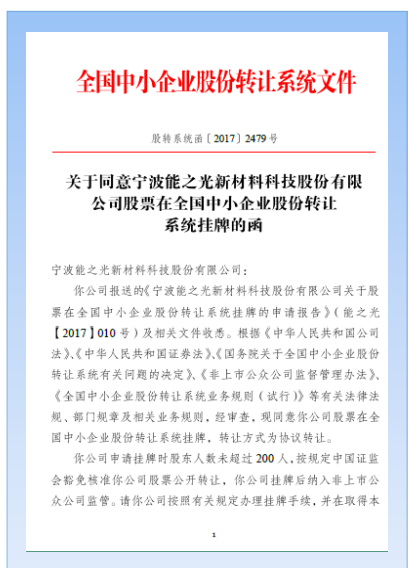 全国中小企业股份转让系统文件
股转系统函〔2017〕2479 号
关于同意宁波能之光新材料科技股份有限
公司股票在全国中小企业股份转让
系统挂牌的函
宁波能之光新材料科技股份有限公司：
你公司报送的《宁波能之光新材料科技股份有限公司关于股
票在全国中小企业股份转让系统挂牌的申请报告》（能之光
【2017】010 号）及相关文件收悉。根据《中华人民共和国公司
法》、《中华人民共和国证券法》、《国务院关于全国中小企业股份
转让系统有关问题的决定》、《非上市公众公司监督管理办法》、
《全国中小企业股份转让系统业务规则（试行）》等有关法律法
规、部门规章及相关业务规则，经审查，现同意你公司股票在全
国中小企业股份转让系统挂牌，转让方式为协议转让。
你公司申请挂牌时股东人数未超过 200 人，按规定中国证监
会豁免核准你公司股票公开转让，你公司挂牌后纳入非上市公
众公司监管。请你公司按照有关规定办理挂牌手续，并在取得本
1